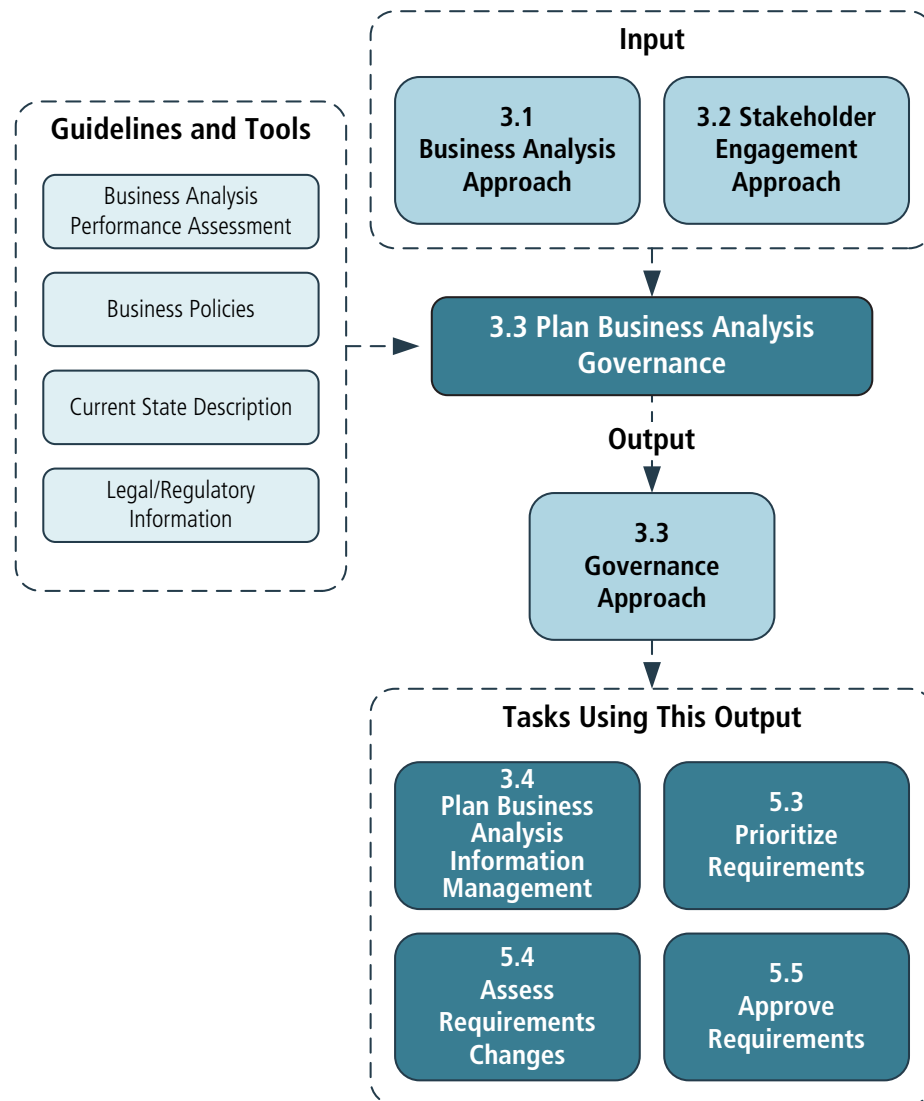 Input
3.1
Business Analysis
Approach
3.2 Stakeholder
Engagement
Approach
Guidelines and Tools
Business Analysis
Performance Assessment
Business Policies
Current State Description
Legal/Regulatory
Information
3.3 Plan Business Analysis
Governance
Output
3.3
Governance
Approach
Tasks Using This Output
3.4
Plan Business
Analysis
Information
Management
5.3
Prioritize
Requirements
5.4
Assess
Requirements
Changes
5.5
Approve
Requirements